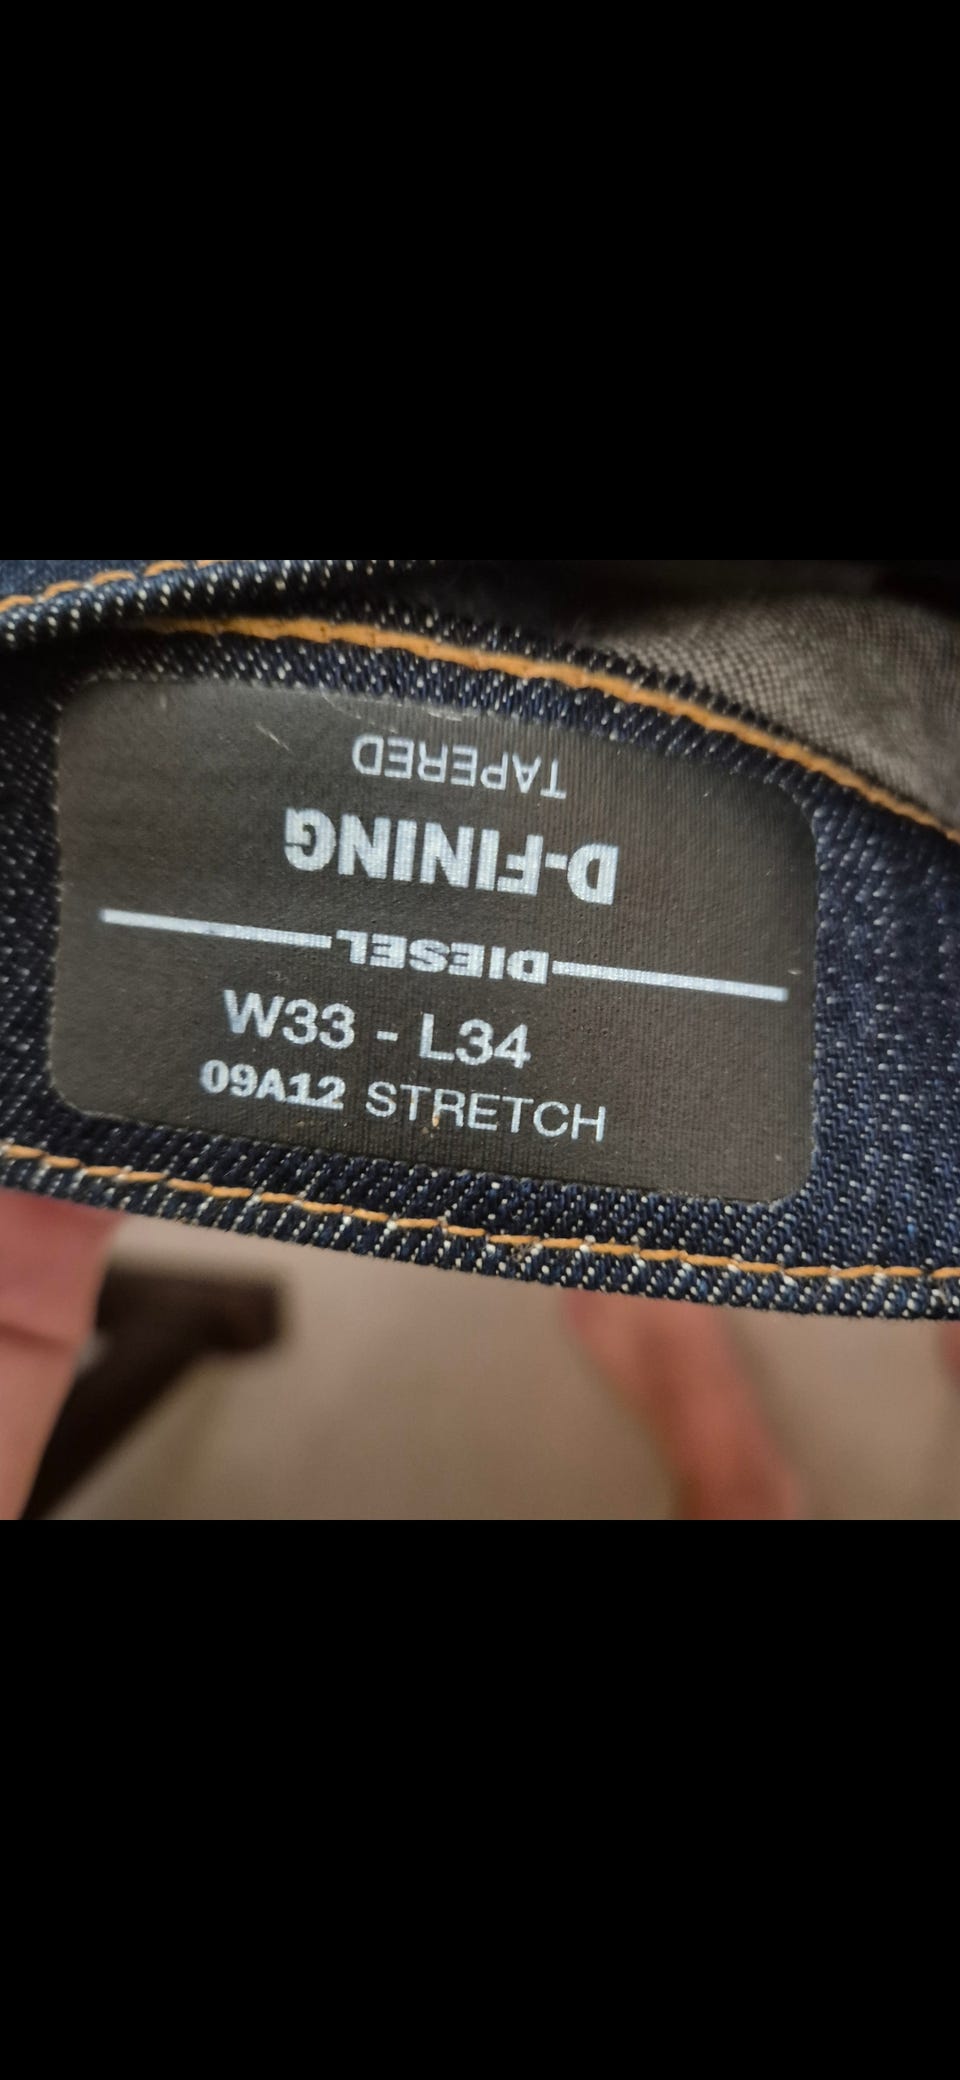 TAPERED
D-FINING
DIESEL
W33 - L34
09A12 STRETCH